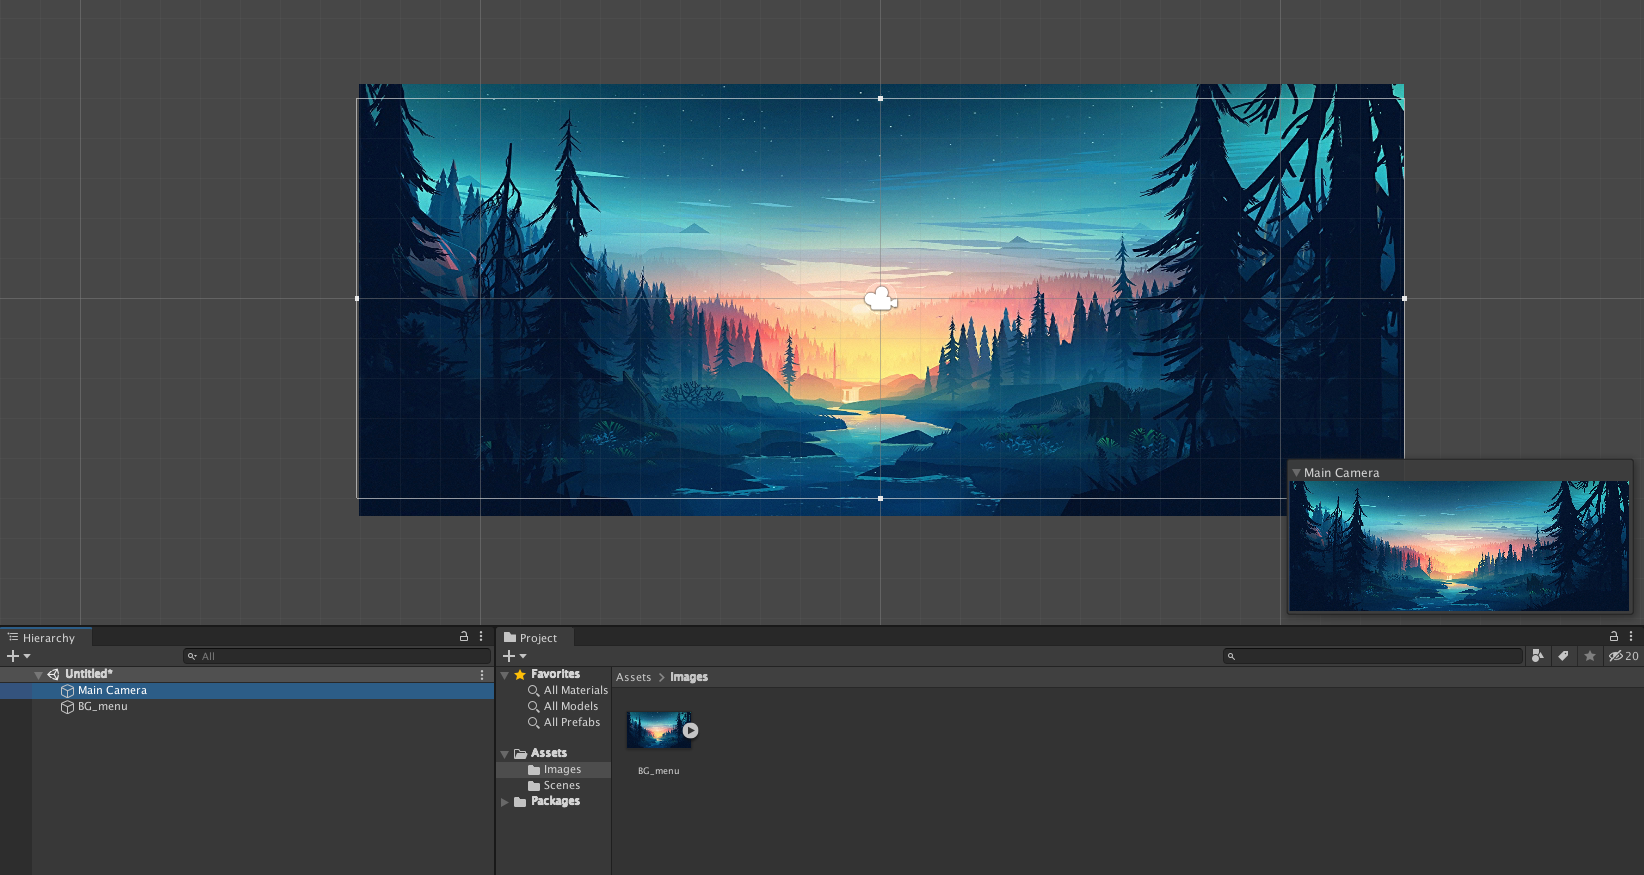 Main Camera
Hierarchy
All
Untitled*
Main Camera
BG_menu
Project
20
Favorites
All Materials
All Models
All Prefabs
Assets
Images
Scenes
Packages
Assets > Images
BG_menu